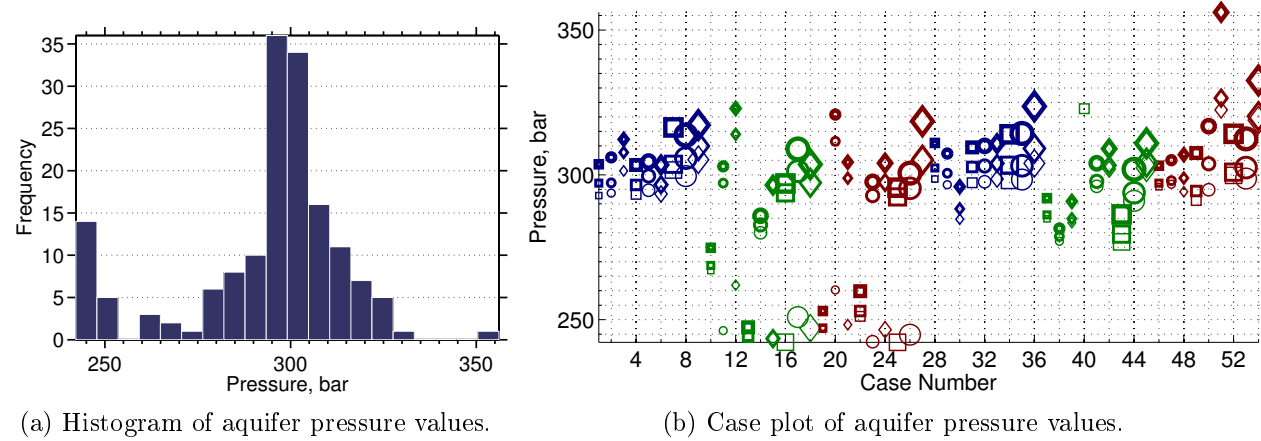 35
30
25
20
15
10
5
0
Frequency
250 300 350
Pressure, bar
(a) Histogram of aquifer pressure values.
350
300
250
Pressure, bar
4 8 12 16 20 24 28 32 36 40 44 48 52
Case Number
(b) Case plot of aquifer pressure values.